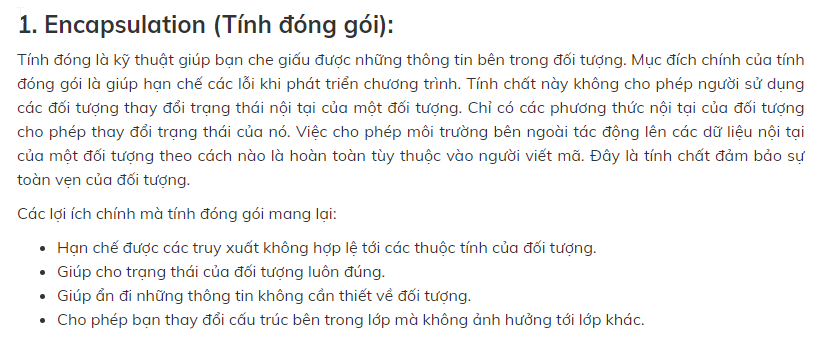 1. Encapsulation (Tính đóng gói):
Tính đóng là kỹ thuật giúp bạn che giấu được những thông tin bên trong đối tượng. Mục đích chính của tính
đóng gói là giúp hạn chế các lỗi khi phát triển chương trình. Tính chất này không cho phép người sử dụng
các đối tượng thay đổi trạng thái nội tại của một đối tượng. Chỉ có các phương thức nội tại của đối tượng
cho phép thay đổi trạng thái của nó. Việc cho phép môi trường bên ngoài tác động lên các dữ liệu nội tại
của một đối tượng theo cách nào là hoàn toàn tùy thuộc vào người viết mã. Đây là tính chất đảm bảo sự
toàn vẹn của đối tượng.
Các lợi ích chính mà tính đóng gói mang lại:
• Hạn chế được các truy xuất không hợp lệ tới các thuộc tính của đối tượng.
• Giúp cho trạng thái của đối tượng luôn đúng.
• Giúp ẩn đi những thông tin không cần thiết về đối tượng.
• Cho phép bạn thay đổi cấu trúc bên trong lớp mà không ảnh hưởng tới lớp khác.